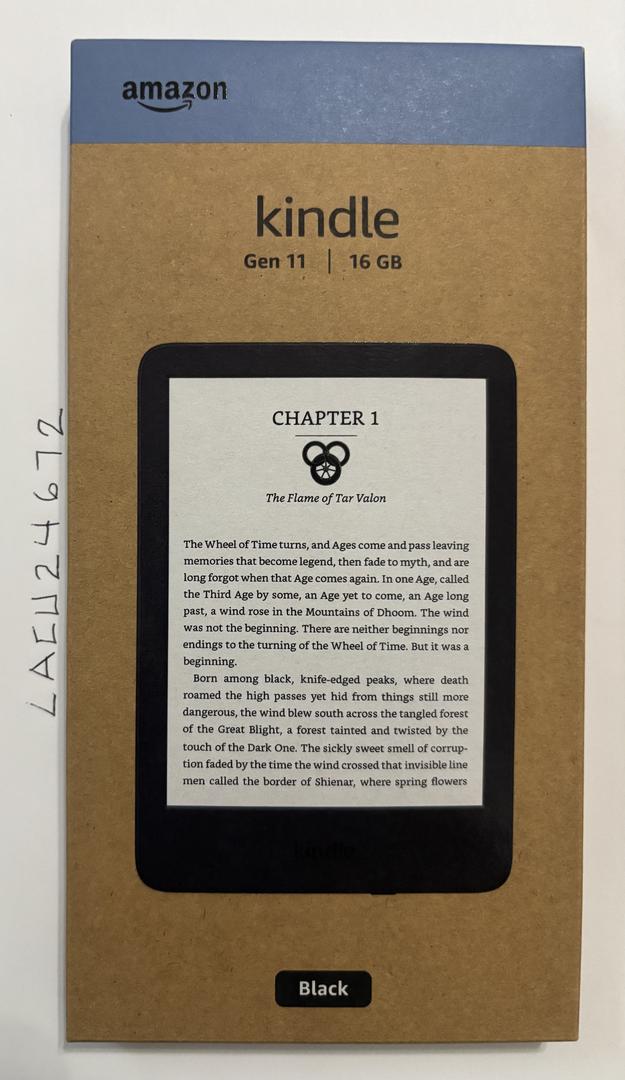 amazon
kindle
Gen 11 | 16 GB
CHAPTER 1
The Flame of Tar Valon
The Wheel of Time turns, and Ages come and pass leaving
memories that become legend, then fade to myth, and are
long forgot when that Age comes again. In one Age, called
the Third Age by some, an Age yet to come, an Age long
past, a wind rose in the Mountains of Dhoom. The wind
was not the beginning. There are neither beginnings nor
endings to the turning of the Wheel of Time. But it was a
beginning.
Born among black, knife-edged peaks, where death
roamed the high passes yet hid from things still more
dangerous, the wind blew south across the tangled forest
of the Great Blight, a forest tainted and twisted by the
touch of the Dark One. The sickly sweet smell of corrup-
tion faded by the time the wind crossed that invisible line
men called the border of Shienar, where spring flowers
kindle
Black